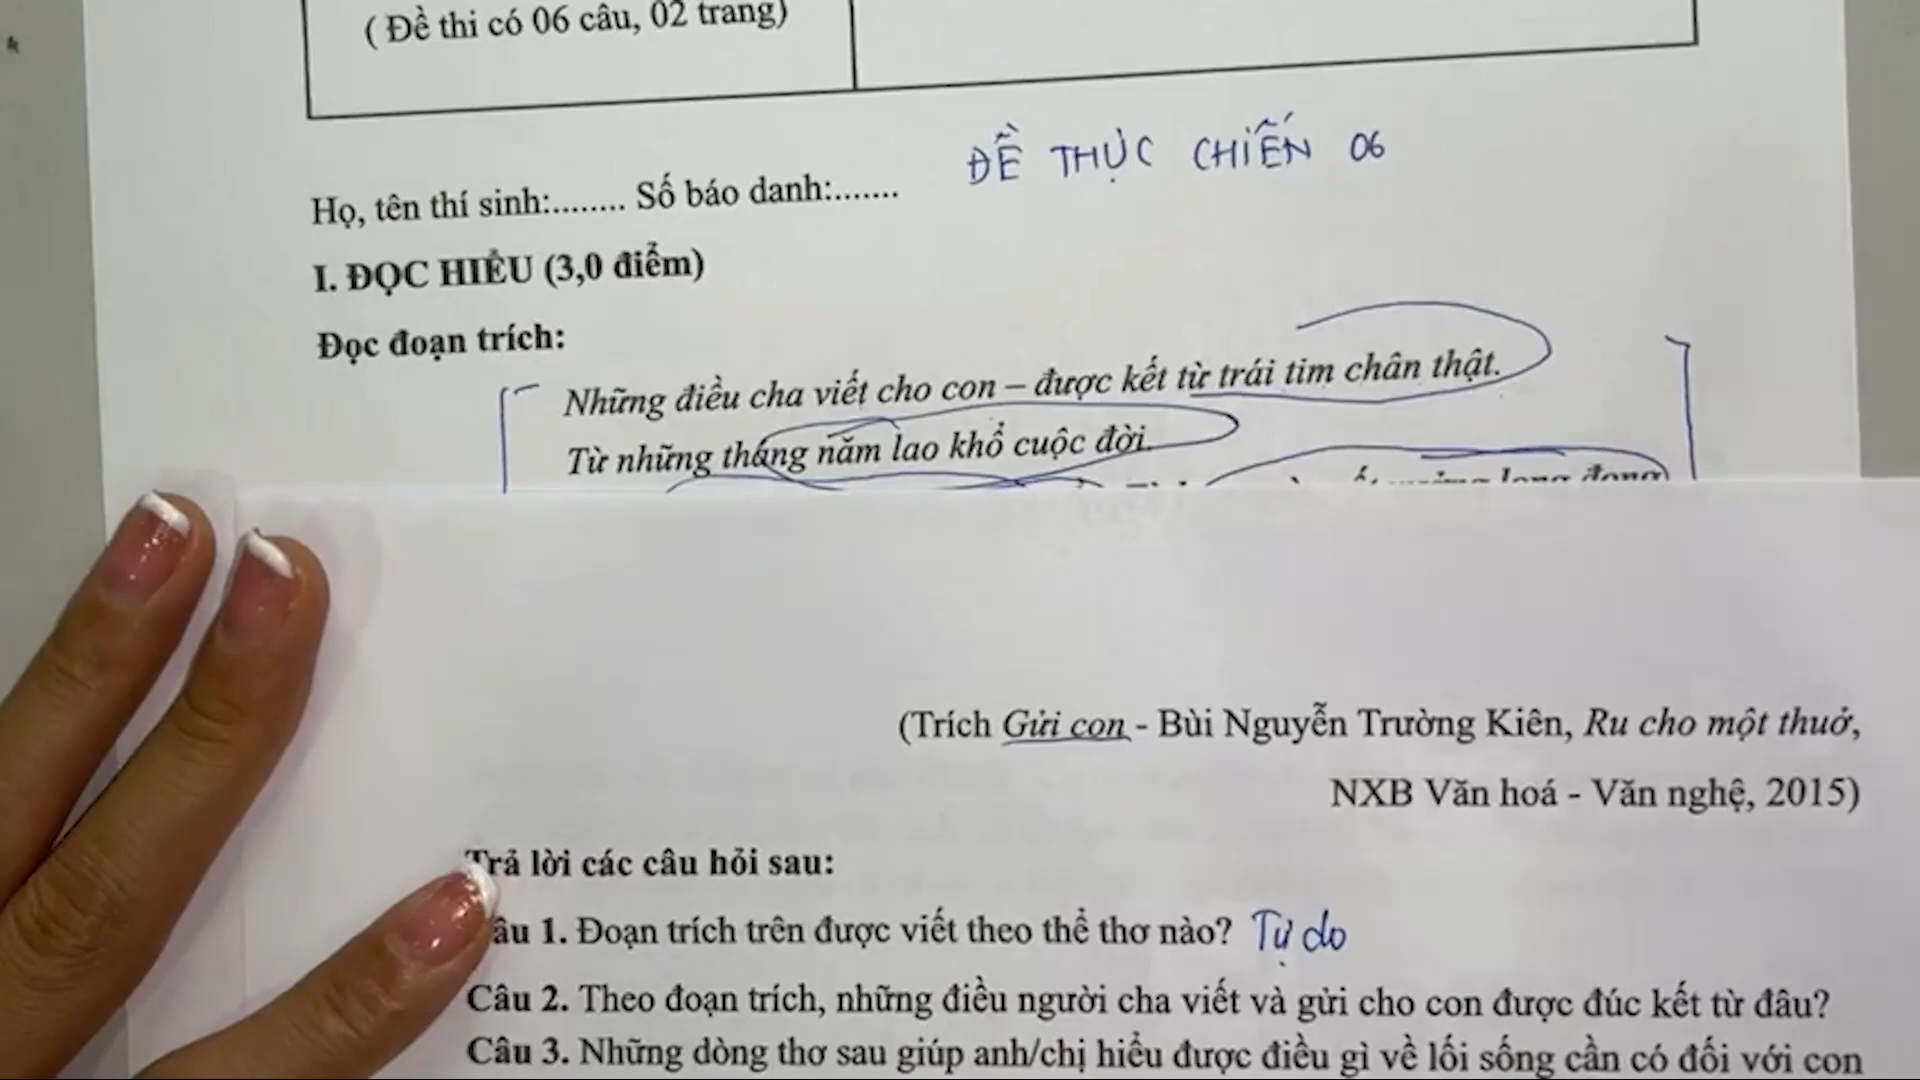 ( Đề thi có 06 câu, 02 trang)
ĐỀ THỰC CHIẾN 06
Họ, tên thí sinh:........ Số báo danh:.......
I. ĐỌC HIỂU (3,0 điểm)
Đọc đoạn trích:
Những điều cha viết cho con – được kết từ trái tim chân thật.
Từ những tháng năm lao khổ cuộc đời.
(Trích Gửi con - Bùi Nguyễn Trường Kiên, Ru cho một thuở,
NXB Văn hoá - Văn nghệ, 2015)
Trả lời các câu hỏi sau:
âu 1. Đoạn trích trên được viết theo thể thơ nào? Tự do
Câu 2. Theo đoạn trích, những điều người cha viết và gửi cho con được đúc kết từ đâu?
Câu 3. Những dòng thơ sau giúp anh/chị hiểu được điều gì về lối sống cần có đối với con